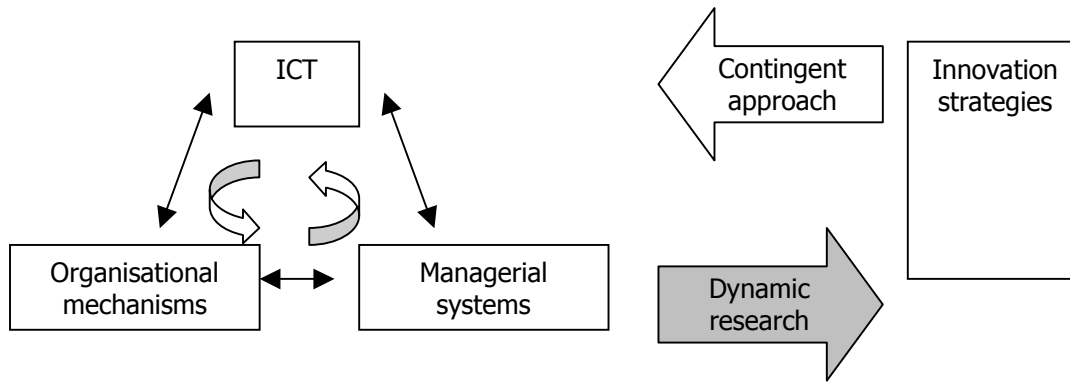 ICT
Contingent
approach
Innovation
strategies
Organisational
mechanisms
Managerial
systems
Dynamic
research